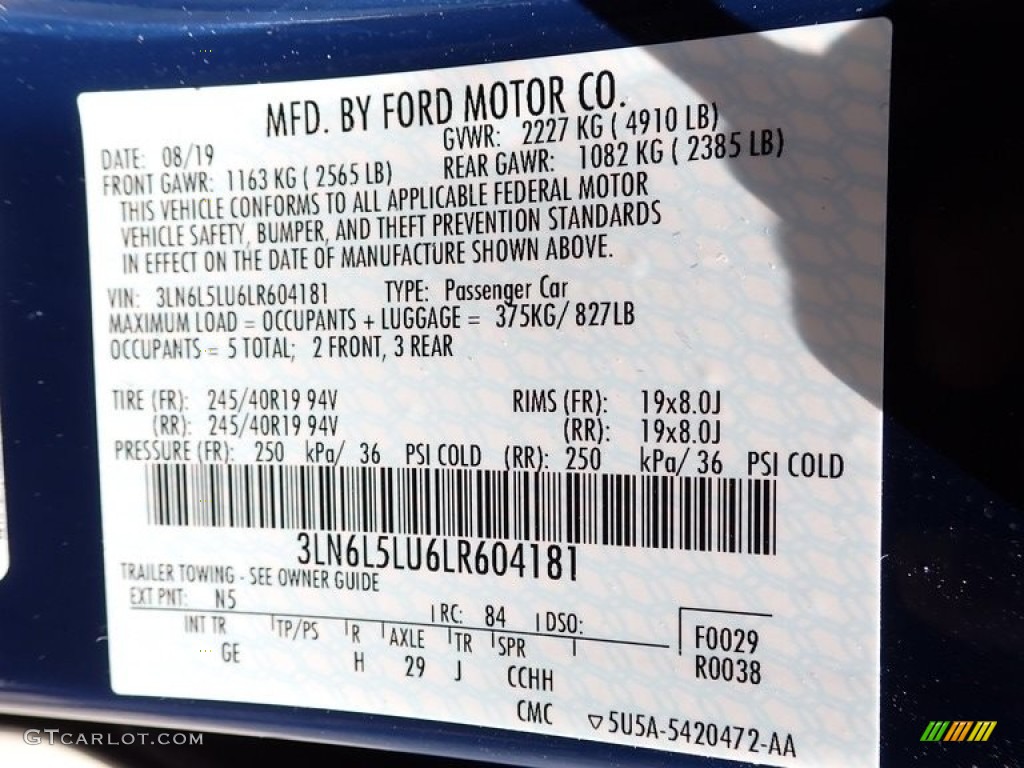 MFD. BY FORD MOTOR CO.
DATE: 08/19 GVWR: 2227 KG ( 4910 LB)
FRONT GAWR: 1163 KG ( 2565 LB) REAR GAWR: 1082 KG ( 2385 LB)
THIS VEHICLE CONFORMS TO ALL APPLICABLE FEDERAL MOTOR
VEHICLE SAFETY, BUMPER, AND THEFT PREVENTION STANDARDS
IN EFFECT ON THE DATE OF MANUFACTURE SHOWN ABOVE.
VIN: 3LN6L5LU6LR604181 TYPE: Passenger Car
MAXIMUM LOAD = OCCUPANTS + LUGGAGE = 375KG/ 827LB
OCCUPANTS = 5 TOTAL; 2 FRONT, 3 REAR
TIRE (FR): 245/40R19 94V RIMS (FR): 19x8.0J
(RR): 245/40R19 94V (RR): 19x8.0J
PRESSURE (FR): 250 kPa/ 36 PSI COLD (RR): 250 kPa/ 36 PSI COLD
3LN6L5LU6LR604181
TRAILER TOWING - SEE OWNER GUIDE
EXT PNT: N5 RC: 84 DSO:
INT TR TP/PS R AXLE TR SPR F0029
GE H 29 J CCHH R0038
CMC ▽5U5A-5420472-AA
GTCARLOT.COM